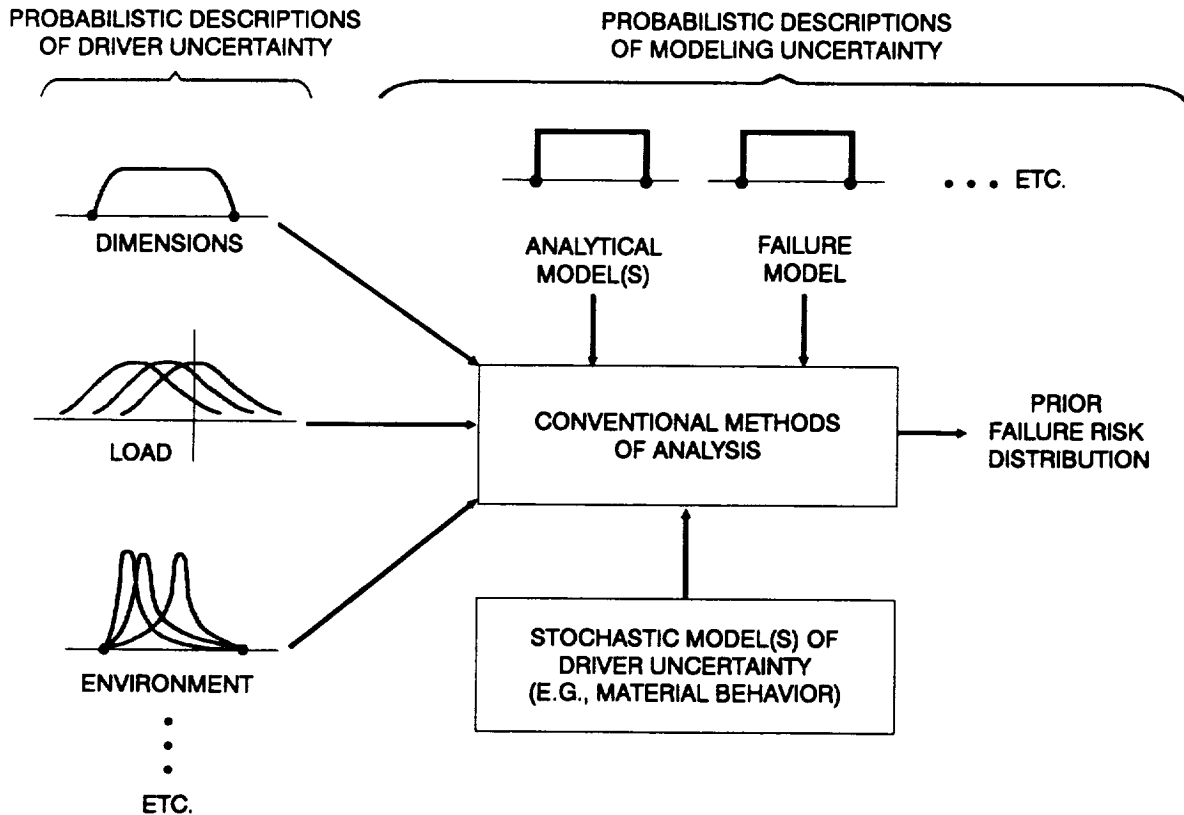 PROBABILISTIC DESCRIPTIONS
OF DRIVER UNCERTAINTY
PROBABILISTIC DESCRIPTIONS
OF MODELING UNCERTAINTY
DIMENSIONS
LOAD
ENVIRONMENT
ETC.
ANALYTICAL
MODEL(S)
FAILURE
MODEL
• • • ETC.
CONVENTIONAL METHODS
OF ANALYSIS
PRIOR
FAILURE RISK
DISTRIBUTION
STOCHASTIC MODEL(S) OF
DRIVER UNCERTAINTY
(E.G., MATERIAL BEHAVIOR)